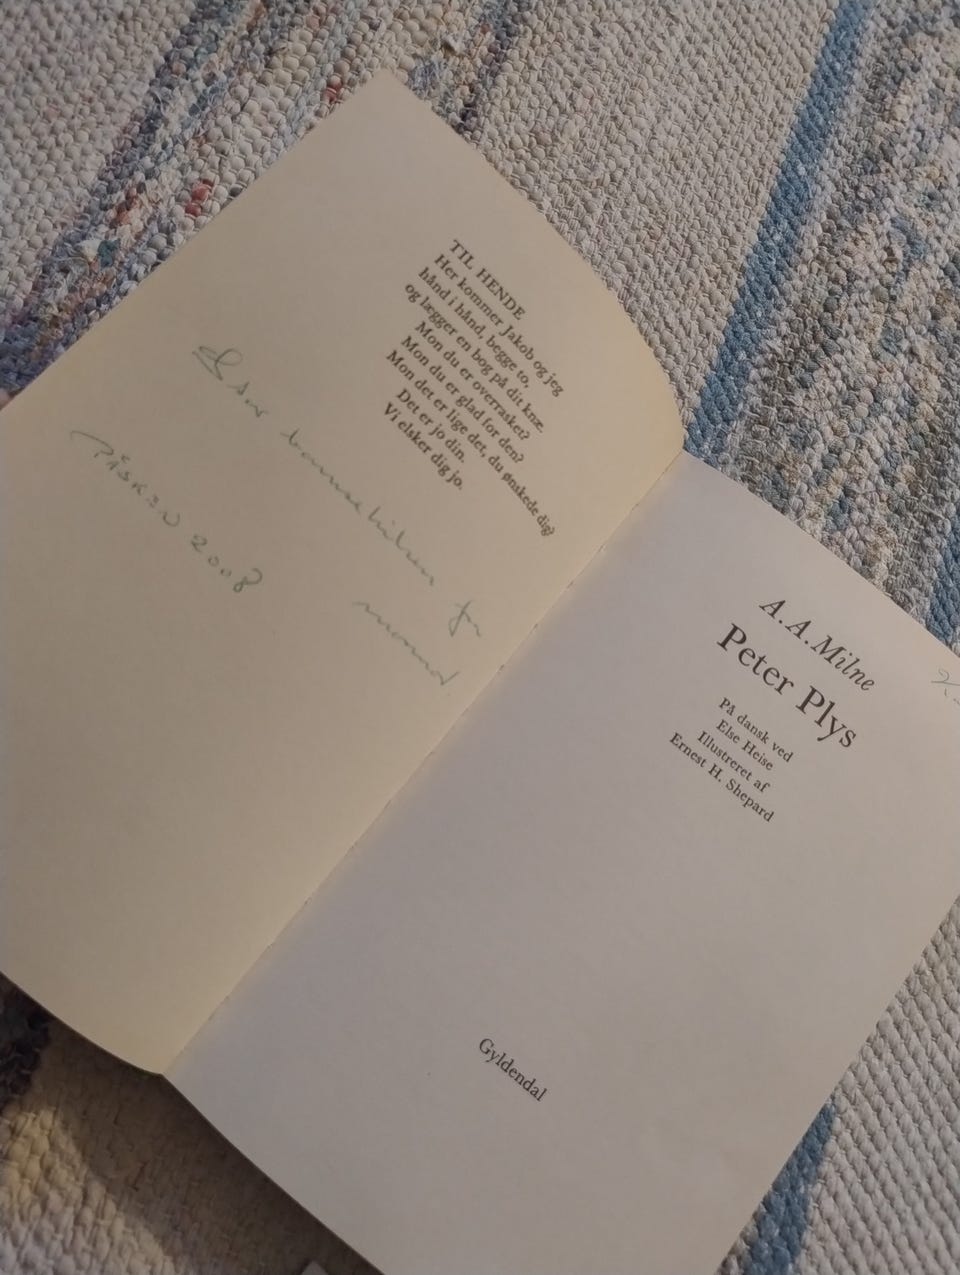 TIL HENDE
Her kommer Jakob og jeg
hånd i hånd, begge to,
og lægger en bog på dit knæ.
Mon du er overrasket?
Mon du er glad for den?
Mon det er lige det, du ønskede dig?
Det er jo din.
Vi elsker dig jo.
PÅSKEN 2008
A.A.Milne
Peter Plys
På dansk ved
Else Heise
Illustreret af
Ernest H. Shepard
Gyldendal